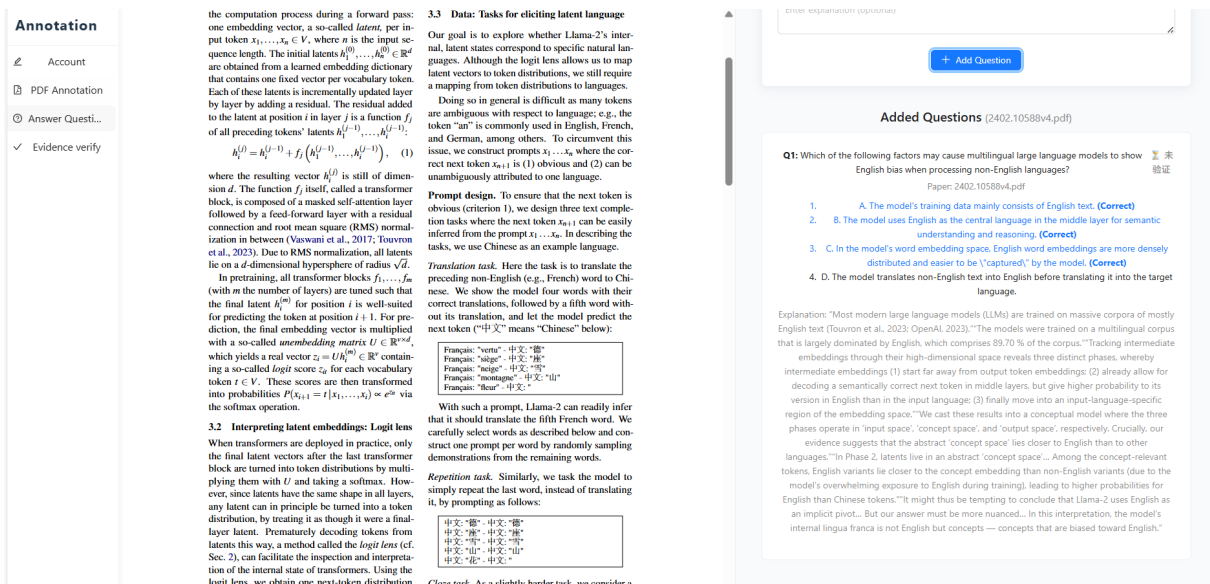 Annotation
Account
PDF Annotation
Answer Questi...
Evidence verify
the computation process during a forward pass:
one embedding vector, a so-called latent, per in-
put token x₁,…,xₙ ∈ V, where n is the input se-
quence length. The initial latents h₁⁽⁰⁾,…,hₙ⁽⁰⁾ ∈ ℝᵈ
are obtained from a learned embedding dictionary
that contains one fixed vector per vocabulary token.
Each of these latents is incrementally updated layer
by layer by adding a residual. The residual added
to the latent at position i in layer j is a function fⱼ
of all preceding tokens' latents h₁⁽ʲ⁻¹⁾,…,hᵢ⁽ʲ⁻¹⁾:
hᵢ⁽ʲ⁾ = hᵢ⁽ʲ⁻¹⁾ + fⱼ(h₁⁽ʲ⁻¹⁾,…,hᵢ⁽ʲ⁻¹⁾), (1)
where the resulting vector hᵢ⁽ʲ⁾ is still of dimen-
sion d. The function fⱼ itself, called a transformer
block, is composed of a masked self-attention layer
followed by a feed-forward layer with a residual
connection and root mean square (RMS) normal-
ization in between (Vaswani et al., 2017; Touvron
et al., 2023). Due to RMS normalization, all latents
lie on a d-dimensional hypersphere of radius √d.
In pretraining, all transformer blocks f₁,…,fₘ
(with m the number of layers) are tuned such that
the final latent hᵢ⁽ᵐ⁾ for position i is well-suited
for predicting the token at position i + 1. For pre-
diction, the final embedding vector is multiplied
with a so-called unembedding matrix U ∈ ℝᵛˣᵈ,
which yields a real vector zᵢ = Uhᵢ⁽ᵐ⁾ ∈ ℝᵛ contain-
ing a so-called logit score zᵢₜ for each vocabulary
token t ∈ V. These scores are then transformed
into probabilities P(xᵢ₊₁ = t | x₁,…,xᵢ) ∝ e^{zᵢₜ} via
the softmax operation.
3.2 Interpreting latent embeddings: Logit lens
When transformers are deployed in practice, only
the final latent vectors after the last transformer
block are turned into token distributions by multi-
plying them with U and taking a softmax. How-
ever, since latents have the same shape in all layers,
any latent can in principle be turned into a token
distribution, by treating it as though it were a final-
layer latent. Prematurely decoding tokens from
latents this way, a method called the logit lens (cf.
Sec. 2), can facilitate the inspection and interpreta-
tion of the internal state of transformers. Using the
logit lens, we obtain one next-token distribution
3.3 Data: Tasks for eliciting latent language
Our goal is to explore whether Llama-2's inter-
nal, latent states correspond to specific natural lan-
guages. Although the logit lens allows us to map
latent vectors to token distributions, we still require
a mapping from token distributions to languages.
Doing so in general is difficult as many tokens
are ambiguous with respect to language; e.g., the
token "an" is commonly used in English, French,
and German, among others. To circumvent this
issue, we construct prompts x₁…xₙ where the cor-
rect next token xₙ₊₁ is (1) obvious and (2) can be
unambiguously attributed to one language.
Prompt design. To ensure that the next token is
obvious (criterion 1), we design three text comple-
tion tasks where the next token xₙ₊₁ can be easily
inferred from the prompt x₁…xₙ. In describing the
tasks, we use Chinese as an example language.
Translation task. Here the task is to translate the
preceding non-English (e.g., French) word to Chi-
nese. We show the model four words with their
correct translations, followed by a fifth word with-
out its translation, and let the model predict the
next token ("中文" means "Chinese" below):
Français: "vertu" - 中文: "德"
Français: "siège" - 中文: "座"
Français: "neige" - 中文: "雪"
Français: "montagne" - 中文: "山"
Français: "fleur" - 中文: "
With such a prompt, Llama-2 can readily infer
that it should translate the fifth French word. We
carefully select words as described below and con-
struct one prompt per word by randomly sampling
demonstrations from the remaining words.
Repetition task. Similarly, we task the model to
simply repeat the last word, instead of translating
it, by prompting as follows:
中文: "德" - 中文: "德"
中文: "座" - 中文: "座"
中文: "雪" - 中文: "雪"
中文: "山" - 中文: "山"
中文: "花" - 中文: "
Cloze task. As a slightly harder task, we consider a
Enter explanation (optional)
+ Add Question
Added Questions (2402.10588v4.pdf)
Q1: Which of the following factors may cause multilingual large language models to show
English bias when processing non-English languages?
⏳ 未
验证
Paper: 2402.10588v4.pdf
1. A. The model's training data mainly consists of English text. (Correct)
2. B. The model uses English as the central language in the middle layer for semantic
understanding and reasoning. (Correct)
3. C. In the model's word embedding space, English word embeddings are more densely
distributed and easier to be \"captured\" by the model. (Correct)
4. D. The model translates non-English text into English before translating it into the target
language.
Explanation: "Most modern large language models (LLMs) are trained on massive corpora of mostly
English text (Touvron et al., 2023; OpenAI, 2023).""The models were trained on a multilingual corpus
that is largely dominated by English, which comprises 89.70 % of the corpus.""Tracking intermediate
embeddings through their high-dimensional space reveals three distinct phases, whereby
intermediate embeddings (1) start far away from output token embeddings; (2) already allow for
decoding a semantically correct next token in middle layers, but give higher probability to its
version in English than in the input language; (3) finally move into an input-language-specific
region of the embedding space.""We cast these results into a conceptual model where the three
phases operate in 'input space', 'concept space', and 'output space', respectively. Crucially, our
evidence suggests that the abstract 'concept space' lies closer to English than to other
languages.""In Phase 2, latents live in an abstract 'concept space'... Among the concept-relevant
tokens, English variants lie closer to the concept embedding than non-English variants (due to the
model's overwhelming exposure to English during training), leading to higher probabilities for
English than Chinese tokens.""It might thus be tempting to conclude that Llama-2 uses English as
an implicit pivot... But our answer must be more nuanced... In this interpretation, the model's
internal lingua franca is not English but concepts — concepts that are biased toward English."